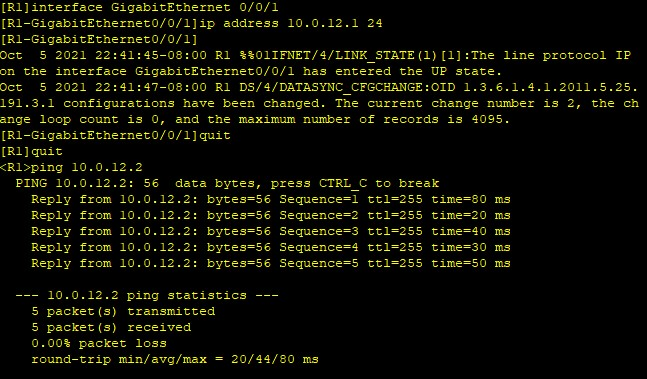 [R1]interface GigabitEthernet 0/0/1
[R1-GigabitEthernet0/0/1]ip address 10.0.12.1 24
[R1-GigabitEthernet0/0/1]
Oct  5 2021 22:41:45-08:00 R1 %%01IFNET/4/LINK_STATE(l)[1]:The line protocol IP
on the interface GigabitEthernet0/0/1 has entered the UP state.
Oct  5 2021 22:41:47-08:00 R1 DS/4/DATASYNC_CFGCHANGE:OID 1.3.6.1.4.1.2011.5.25.
191.3.1 configurations have been changed. The current change number is 2, the ch
ange loop count is 0, and the maximum number of records is 4095.
[R1-GigabitEthernet0/0/1]quit
[R1]quit
<R1>ping 10.0.12.2
  PING 10.0.12.2: 56  data bytes, press CTRL_C to break
    Reply from 10.0.12.2: bytes=56 Sequence=1 ttl=255 time=80 ms
    Reply from 10.0.12.2: bytes=56 Sequence=2 ttl=255 time=20 ms
    Reply from 10.0.12.2: bytes=56 Sequence=3 ttl=255 time=40 ms
    Reply from 10.0.12.2: bytes=56 Sequence=4 ttl=255 time=30 ms
    Reply from 10.0.12.2: bytes=56 Sequence=5 ttl=255 time=50 ms
  --- 10.0.12.2 ping statistics ---
    5 packet(s) transmitted
    5 packet(s) received
    0.00% packet loss
    round-trip min/avg/max = 20/44/80 ms